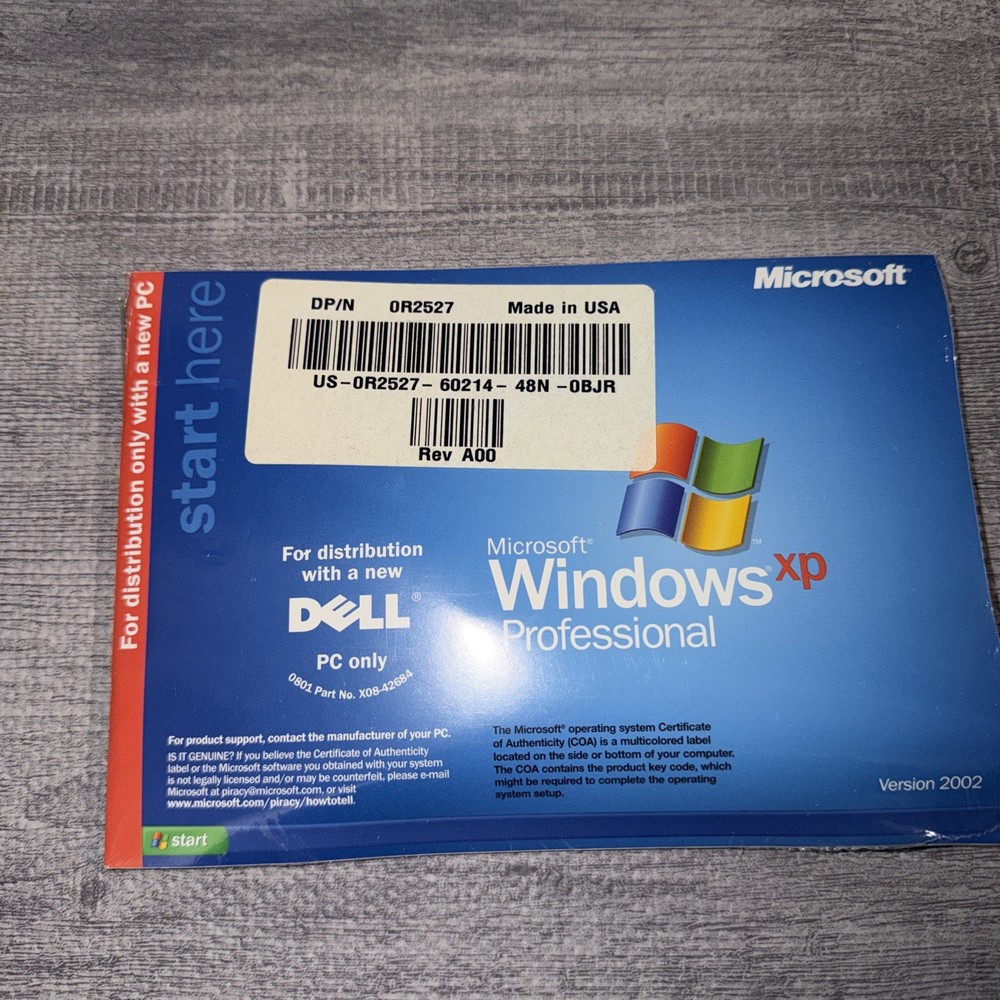 For distribution only with a new PC
start here
DP/N 0R2527 Made in USA
US-0R2527-60214-48N-0BJR
Rev A00
Microsoft
For distribution
with a new
DELL®
PC only
0801 Part No. X08-42684
Microsoft®
Windows® xp
Professional
TM
For product support, contact the manufacturer of your PC.
IS IT GENUINE? If you believe the Certificate of Authenticity
label or the Microsoft software you obtained with your system
is not legally licensed and/or may be counterfeit, please e-mail
Microsoft at piracy@microsoft.com, or visit
www.microsoft.com/piracy/howtotell.
The Microsoft® operating system Certificate
of Authenticity (COA) is a multicolored label
located on the side or bottom of your computer.
The COA contains the product key code, which
might be required to complete the operating
system setup.
Version 2002
start